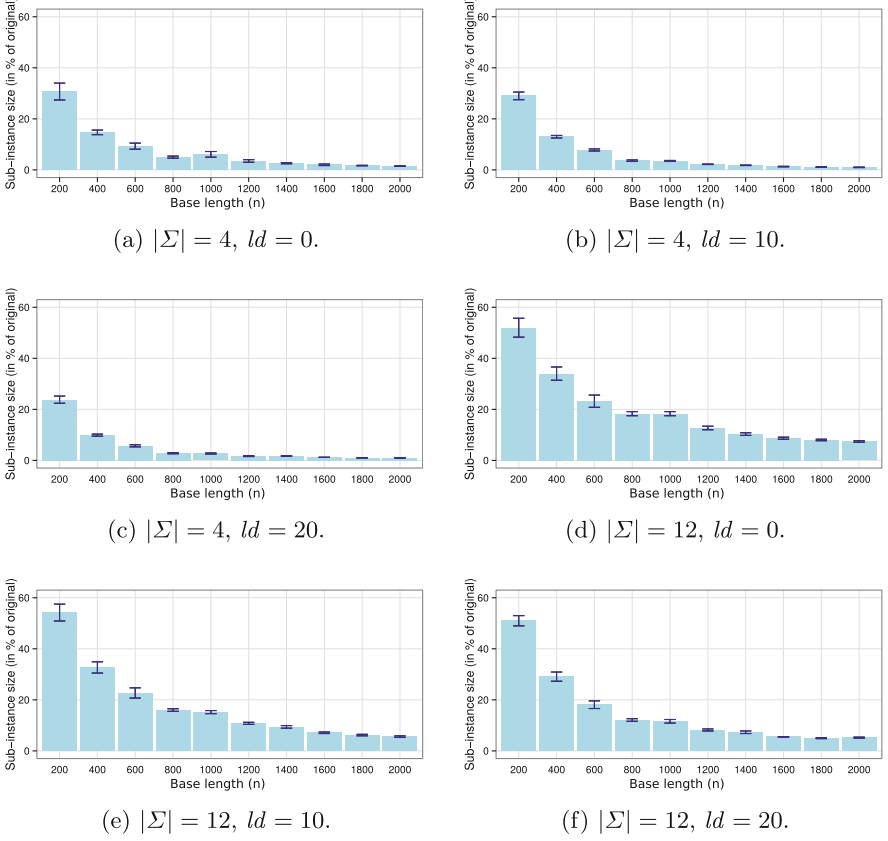 Sub−instance size (in % of original)
60
40
20
0
200 400 600 800 1000 1200 1400 1600 1800 2000
Base length (n)
(a) |Σ| = 4, ld = 0.
Sub−instance size (in % of original)
60
40
20
0
200 400 600 800 1000 1200 1400 1600 1800 2000
Base length (n)
(b) |Σ| = 4, ld = 10.
Sub−instance size (in % of original)
60
40
20
0
200 400 600 800 1000 1200 1400 1600 1800 2000
Base length (n)
(c) |Σ| = 4, ld = 20.
Sub−instance size (in % of original)
60
40
20
0
200 400 600 800 1000 1200 1400 1600 1800 2000
Base length (n)
(d) |Σ| = 12, ld = 0.
Sub−instance size (in % of original)
60
40
20
0
200 400 600 800 1000 1200 1400 1600 1800 2000
Base length (n)
(e) |Σ| = 12, ld = 10.
Sub−instance size (in % of original)
60
40
20
0
200 400 600 800 1000 1200 1400 1600 1800 2000
Base length (n)
(f) |Σ| = 12, ld = 20.